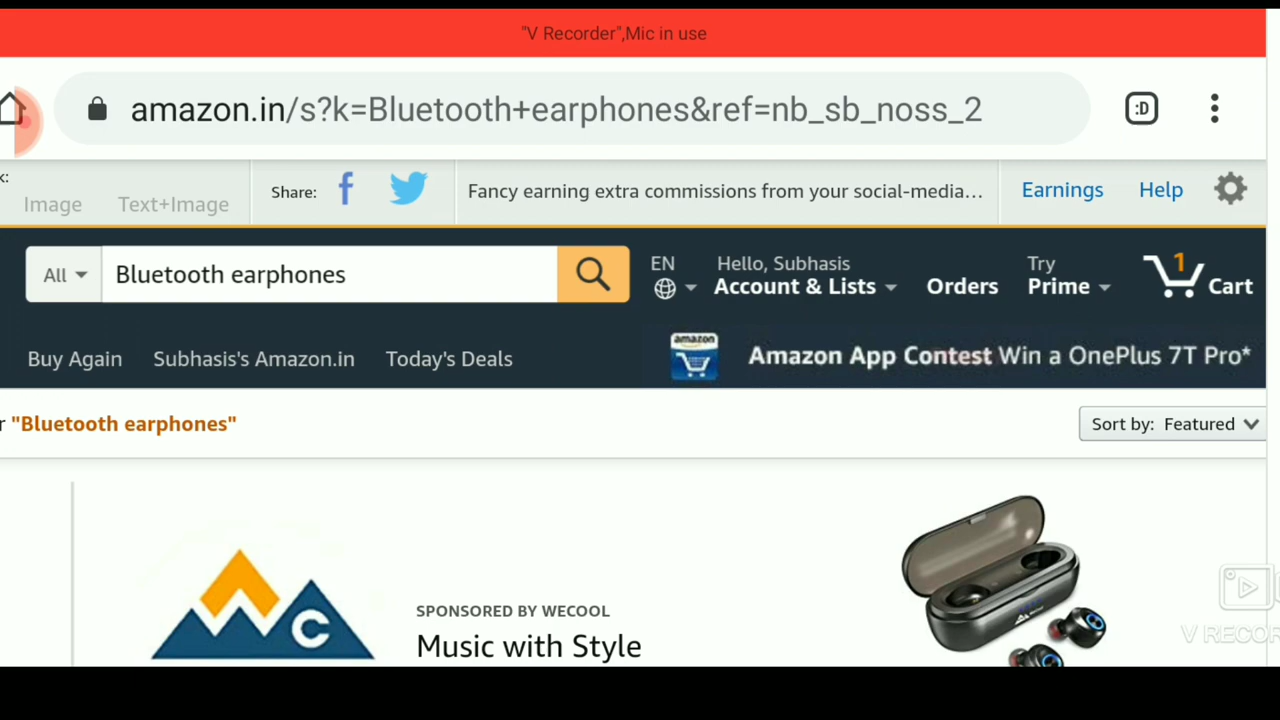 "V Recorder",Mic in use
amazon.in/s?k=Bluetooth+earphones&ref=nb_sb_noss_2
:D
k:
Image Text+Image Share: Fancy earning extra commissions from your social-media... Earnings Help
All Bluetooth earphones
EN Hello, Subhasis Account & Lists Orders Try Prime 1 Cart
Buy Again Subhasis's Amazon.in Today's Deals amazon Amazon App Contest Win a OnePlus 7T Pro*
r "Bluetooth earphones" Sort by: Featured
C
SPONSORED BY WECOOL
Music with Style
V RECOR